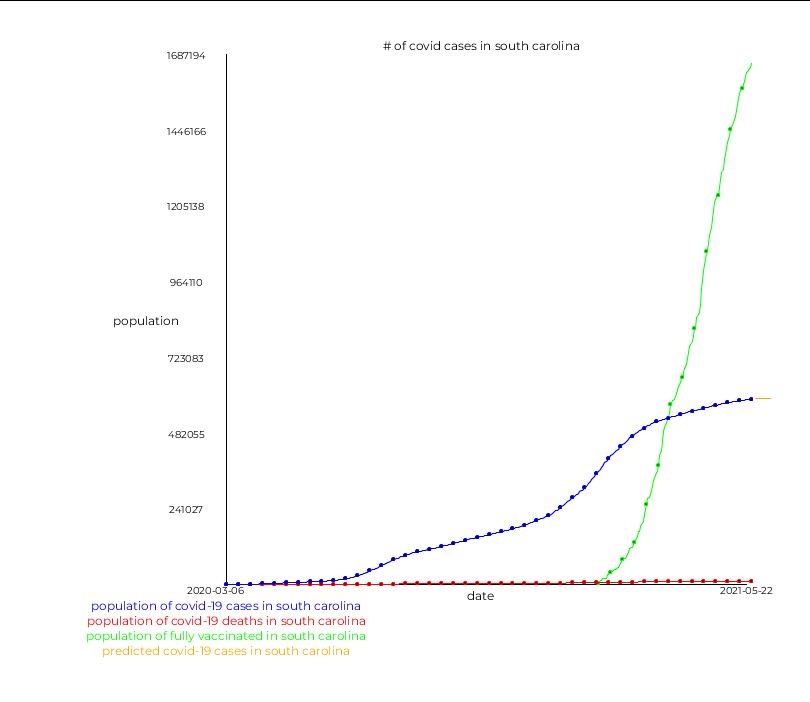 # of covid cases in south carolina
1687194
1446166
1205138
964110
population
723083
482055
241027
2020-03-06
2021-05-22
date
population of covid-19 cases in south carolina
population of covid-19 deaths in south carolina
population of fully vaccinated in south carolina
predicted covid-19 cases in south carolina